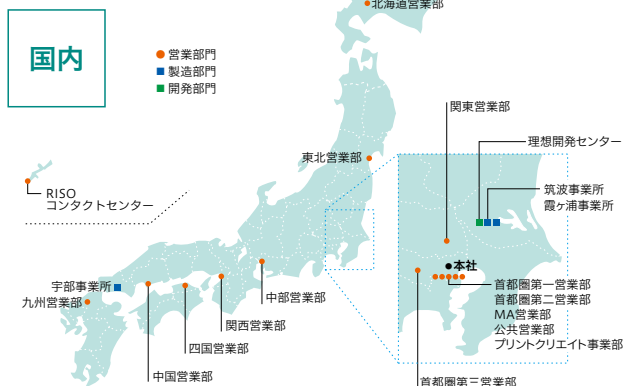 北海道営業部
国内
営業部門
製造部門
開発部門
関東営業部
理想開発センター
東北営業部
筑波事業所
霞ヶ浦事業所
RISO
コンタクトセンター
本社
宇部事業所
九州営業部
首都圏第一営業部
首都圏第二営業部
MA営業部
公共営業部
プリントクリエイト事業部
中部営業部
関西営業部
四国営業部
中国営業部
首都圏第三営業部